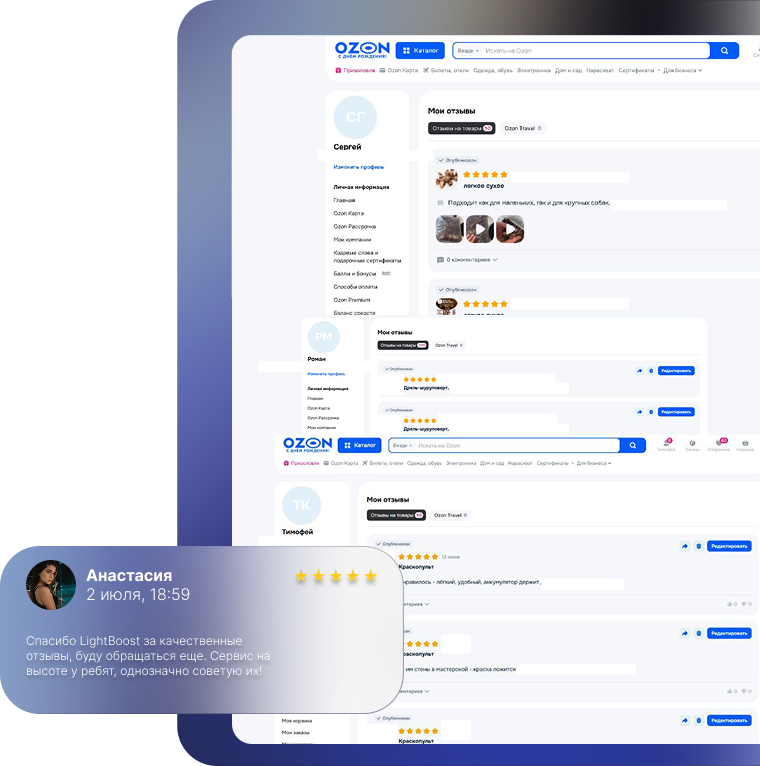 OZON
С ДНЁМ РОЖДЕНИЯ!
Каталог
Везде
Искать на Ozon
Призоловля
Ozon Карта
Билеты, отели
Одежда, обувь
Электроника
Дом и сад
Нарасхват
Сертификаты
Для бизнеса
СГ
Сергей
Изменить профиль
Личная информация
Главная
Ozon Карта
Ozon Рассрочка
Мои компании
Кодовые слова и
подарочные сертификаты
Баллы и бонусы
Способы оплаты
Ozon Premium
Баланс средств
Мои отзывы
Отзывы на товары
Ozon Travel 0
Опубликован
легкое сухое
Подходит как для маленьких, так и для крупных собак.
0 комментариев
Опубликован
легкое сухое
РМ
Роман
Изменить профиль
Личная информация
Главная
Ozon Карта
Ozon Рассрочка
Мои компании
Мои отзывы
Отзывы на товары
Ozon Travel 0
Опубликован
Редактировать
Дрель-шуруповерт,
Опубликован
Редактировать
Дрель-шуруповерт,
OZON
С ДНЁМ РОЖДЕНИЯ!
Каталог
Везде
Искать на Ozon
Тимофей
Заказы
Избранное
Корзина
Призоловля
Ozon Карта
Билеты, отели
Одежда, обувь
Электроника
Дом и сад
Нарасхват
Сертификаты
Для бизнеса
ТК
Тимофей
Мои отзывы
Отзывы на товары
Ozon Travel 0
Опубликован
Редактировать
13 июня
Краскопульт
нравилось - лёгкий, удобный, аккумулятор держит,
нтариев
0 0
Редактировать
раскопульт
им стены в мастерской - краска ложится
нтариев
0 0
Опубликован
Редактировать
Краскопульт
Моя корзина
Мои заказы
Анастасия
2 июля, 18:59
Спасибо LightBoost за качественные
отзывы, буду обращаться еще. Сервис на
высоте у ребят, однозначно советую их!